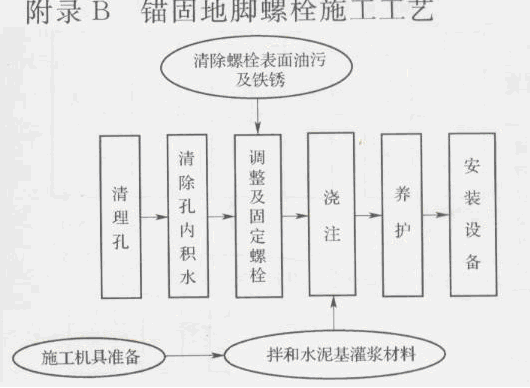 附录B 锚固地脚螺栓施工工艺
清除螺栓表面油污
及铁锈
清理孔
清除孔内积水
调整及固定螺栓
浇注
养护
安装设备
施工机具准备
拌和水泥基灌浆材料